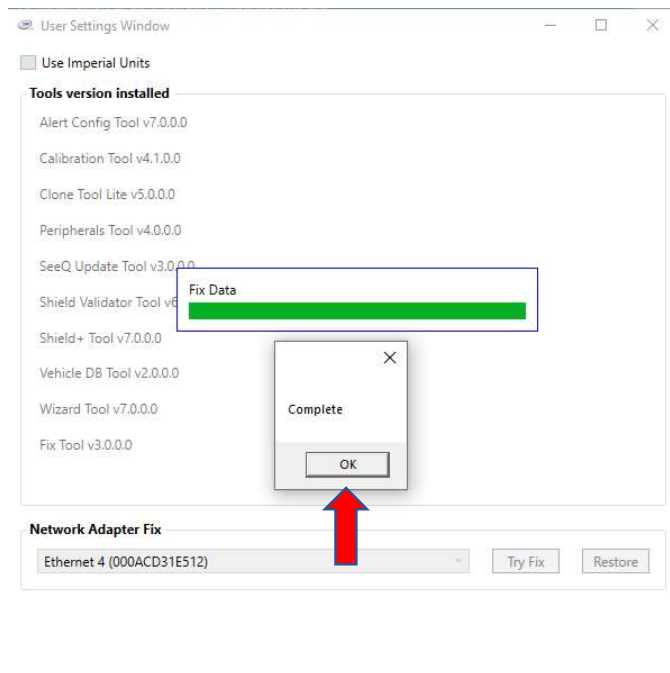 User Settings Window
Use Imperial Units
Tools version installed
Alert Config Tool v7.0.0.0
Calibration Tool v4.1.0.0
Clone Tool Lite v5.0.0.0
Peripherals Tool v4.0.0.0
SeeQ Update Tool v3.0.0.0
Fix Data
Shield Validator Tool v6
Shield+ Tool v7.0.0.0
Vehicle DB Tool v2.0.0.0
Wizard Tool v7.0.0.0
Complete
Fix Tool v3.0.0.0
OK
Network Adapter Fix
Ethernet 4 (000ACD31E512)
Try Fix
Restore